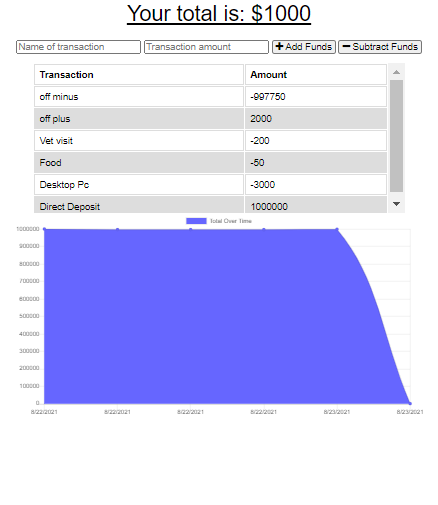 Your total is: $1000
Name of transaction Transaction amount Add Funds Subtract Funds
Transaction Amount
off minus -997750
off plus 2000
Vet visit -200
Food -50
Desktop Pc -3000
Direct Deposit 1000000
Total Over Time
1000000
900000
800000
700000
600000
500000
400000
300000
200000
100000
0
8/22/2021 8/22/2021 8/22/2021 8/22/2021 8/23/2021 8/23/2021